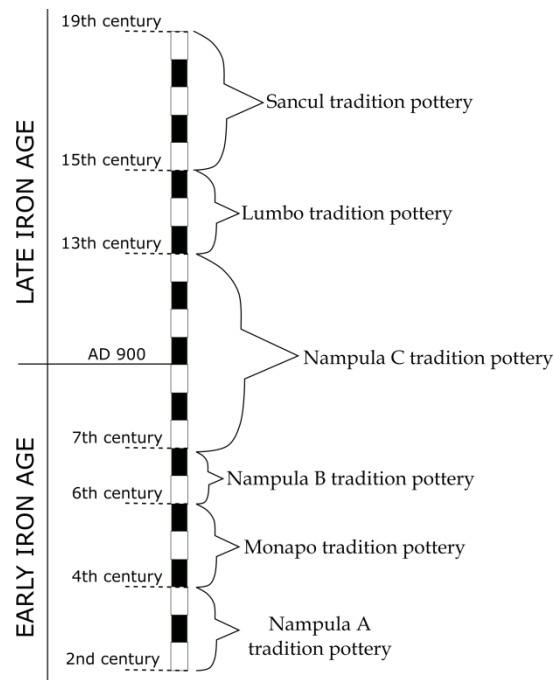 19th century
Sancul tradition pottery
15th century
Lumbo tradition pottery
13th century
LATE IRON AGE
AD 900
Nampula C tradition pottery
7th century
Nampula B tradition pottery
6th century
Monapo tradition pottery
EARLY IRON AGE
4th century
Nampula A
tradition pottery
2nd century